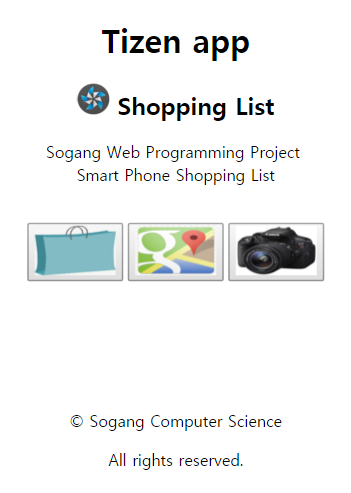 Tizen app
Shopping List
Sogang Web Programming Project
Smart Phone Shopping List
© Sogang Computer Science
All rights reserved.